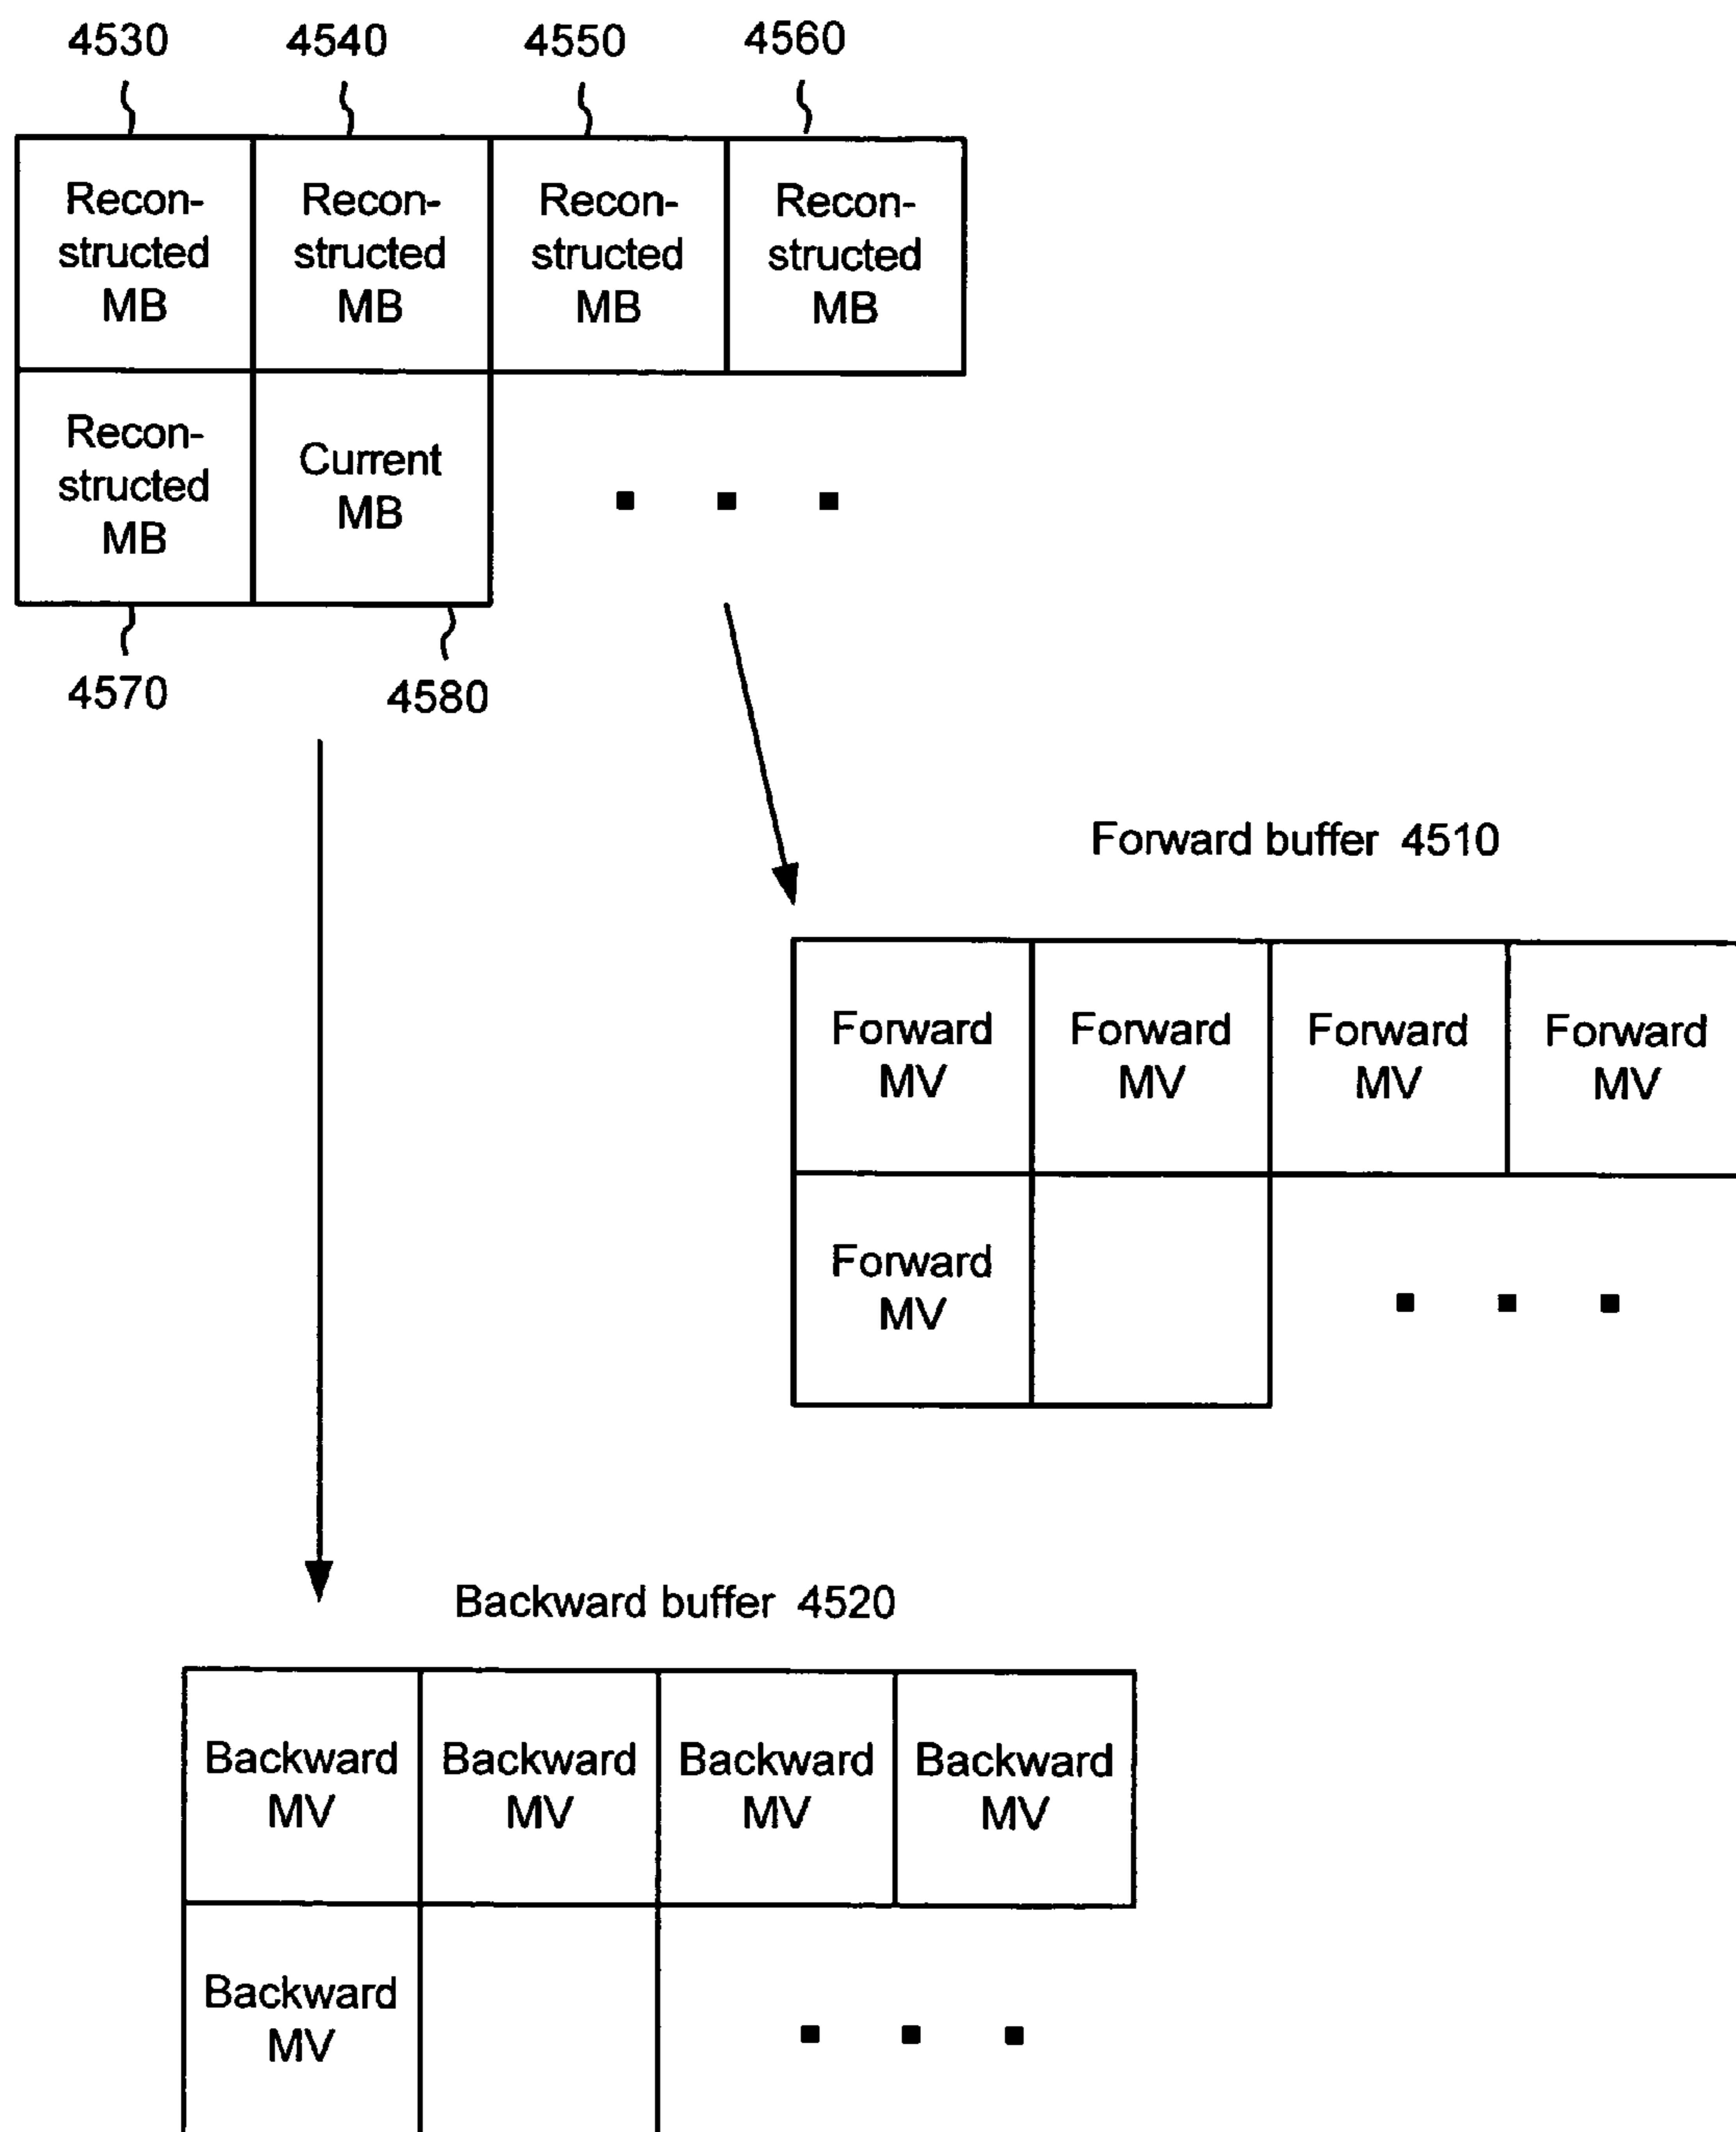 4530 4540 4550 4560
Recon-
structed
MB
Recon-
structed
MB
Recon-
structed
MB
Recon-
structed
MB
Recon-
structed
MB
Current
MB
4570 4580
Forward buffer 4510
Forward
MV
Forward
MV
Forward
MV
Forward
MV
Forward
MV
Backward buffer 4520
Backward
MV
Backward
MV
Backward
MV
Backward
MV
Backward
MV